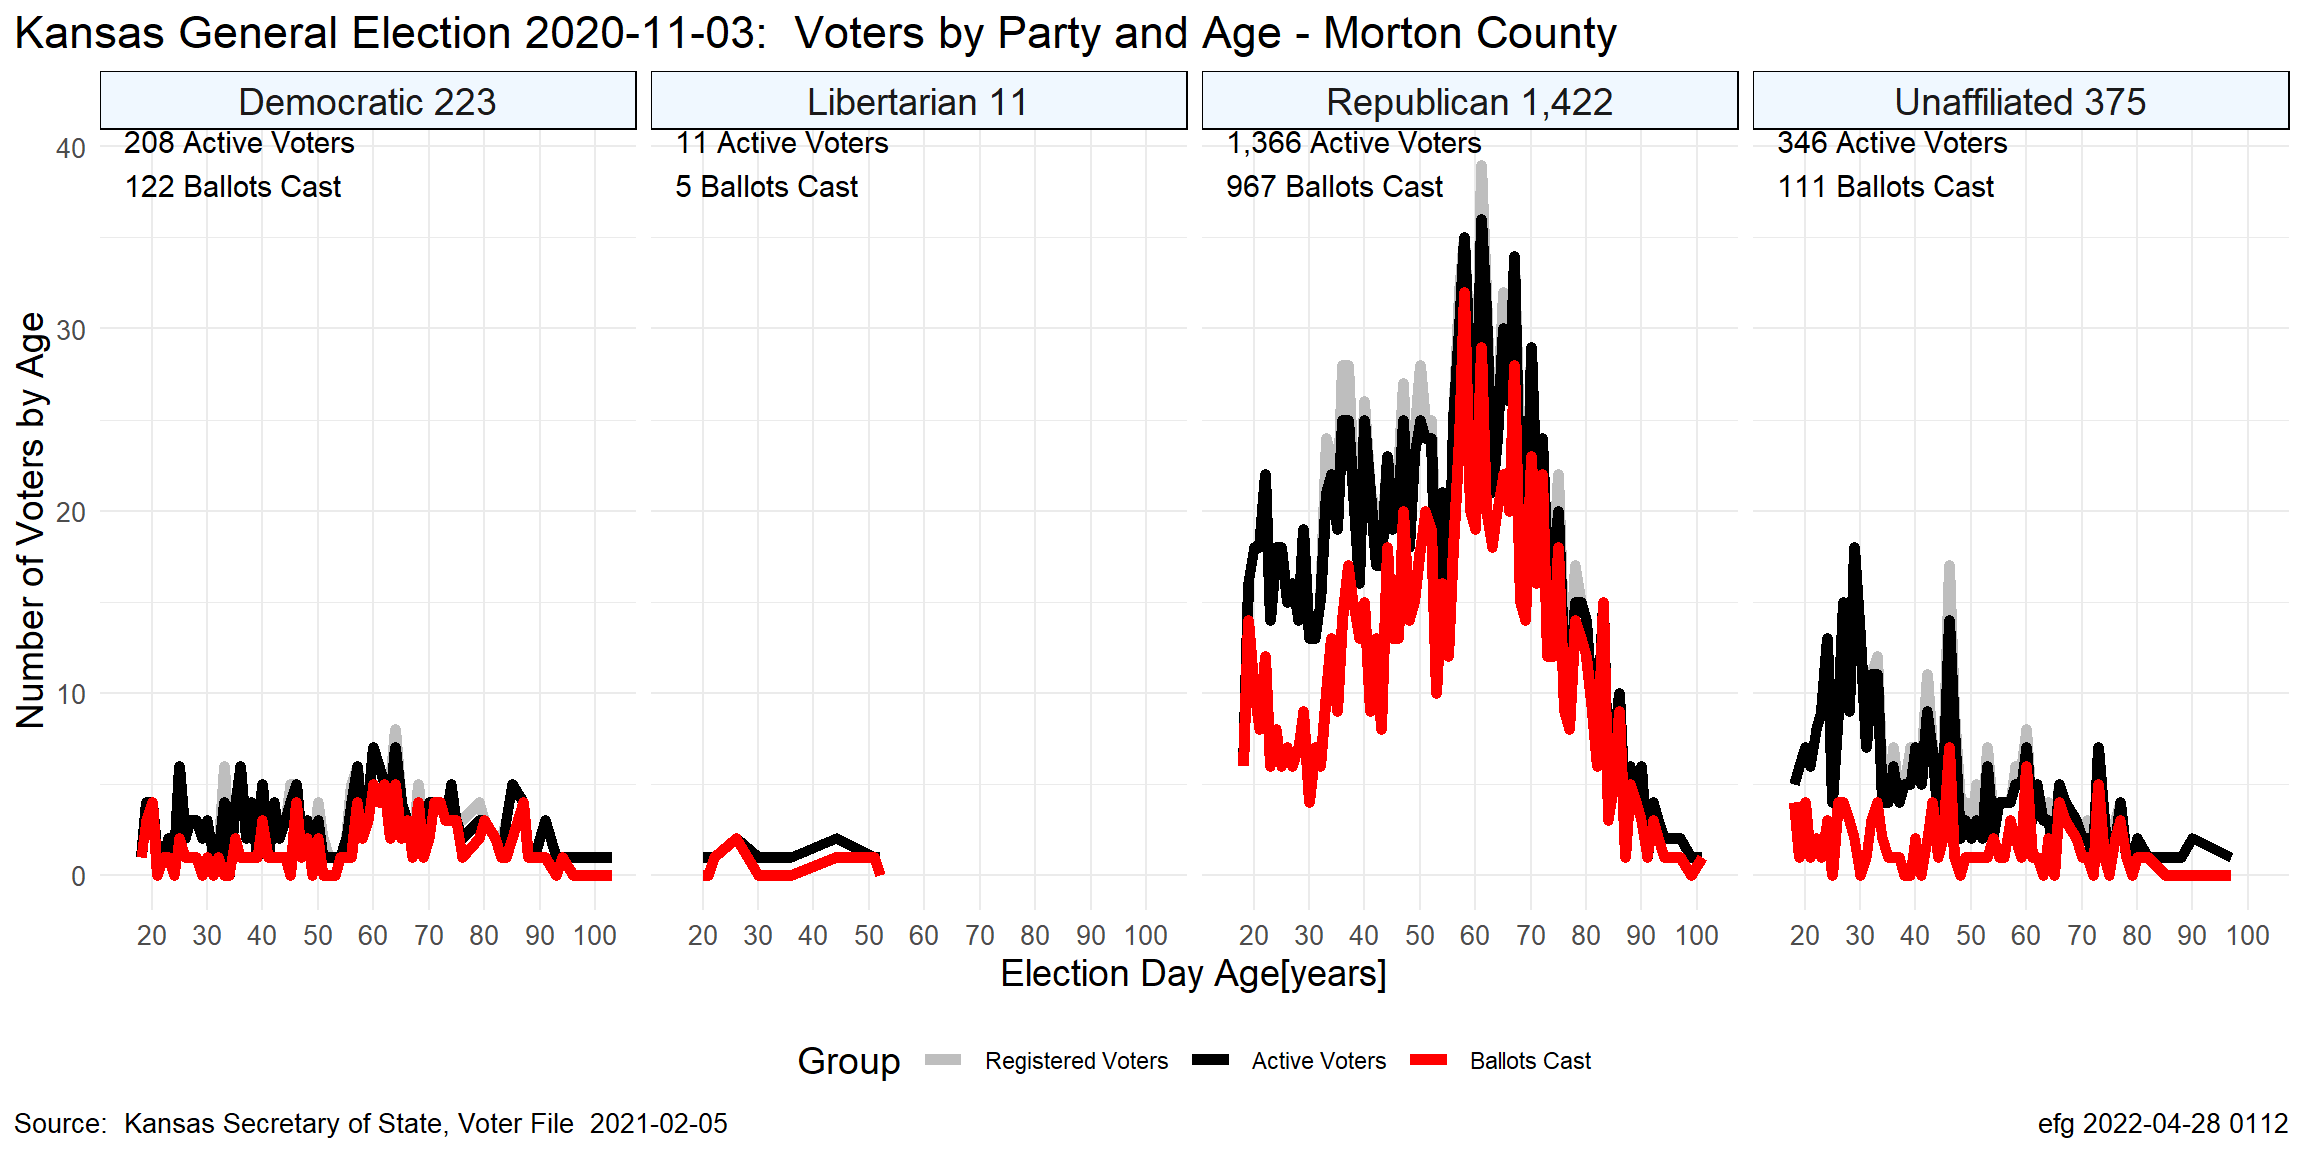 Kansas General Election 2020-11-03:  Voters by Party and Age - Morton County
Democratic 223
Libertarian 11
Republican 1,422
Unaffiliated 375
208 Active Voters
122 Ballots Cast
11 Active Voters
5 Ballots Cast
1,366 Active Voters
967 Ballots Cast
346 Active Voters
111 Ballots Cast
Number of Voters by Age
40
30
20
10
0
20 30 40 50 60 70 80 90 100
20 30 40 50 60 70 80 90 100
20 30 40 50 60 70 80 90 100
20 30 40 50 60 70 80 90 100
Election Day Age[years]
Group Registered Voters Active Voters Ballots Cast
Source:  Kansas Secretary of State, Voter File  2021-02-05
efg 2022-04-28 0112